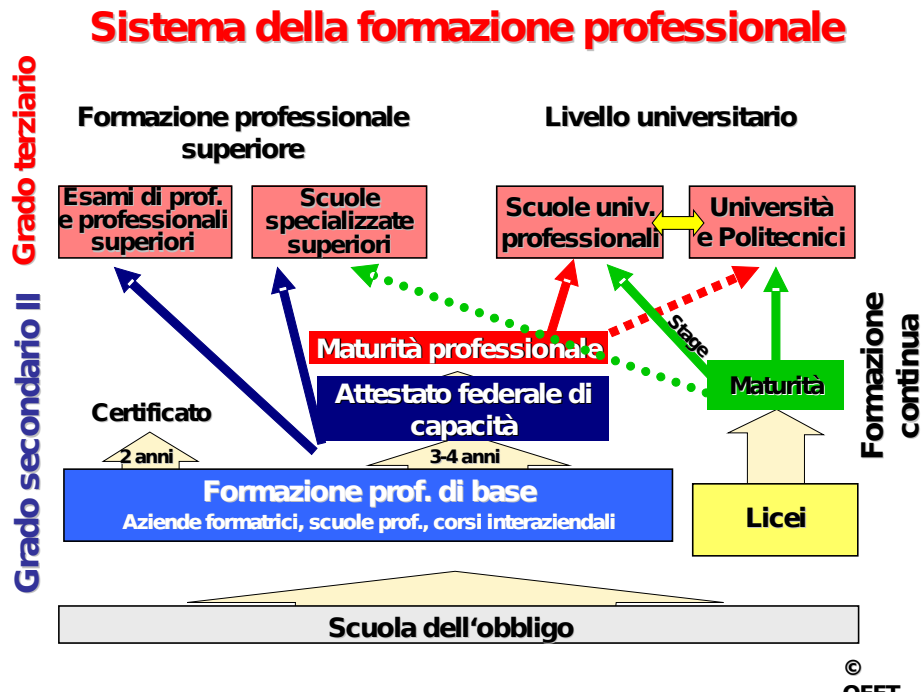 Sistema della formazione professionale
Grado terziario
Formazione professionale
superiore
Livello universitario
Esami di prof.
e professionali
superiori
Scuole
specializzate
superiori
Scuole univ.
professionali
Università
e Politecnici
Grado secondario II
Stage
Maturità professionale
Attestato federale di
capacità
Maturità
Formazione
continua
Certificato
2 anni
3-4 anni
Formazione prof. di base
Aziende formatrici, scuole prof., corsi interaziendali
Licei
Scuola dell‘obbligo
©